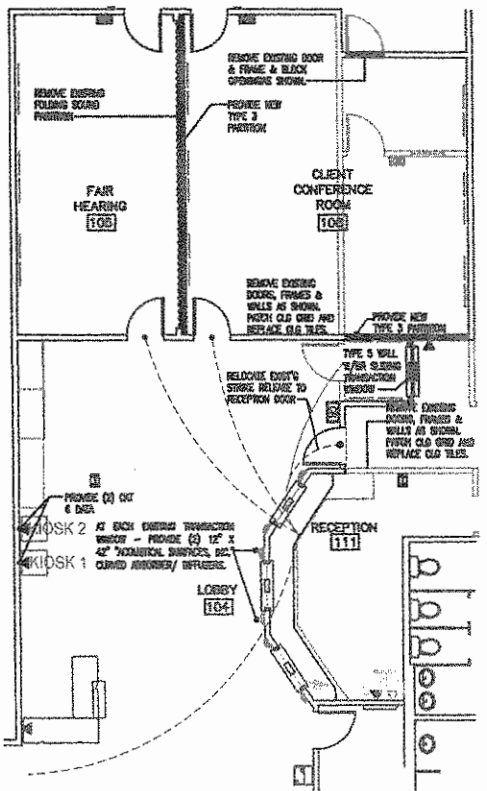 REMOVE EXISTING DOOR
& FRAME & BLOCK
OPENINGS SHOWN.
REMOVE EXISTING
FOLDING SOUND
PARTITION
PROVIDE NEW
TYPE 3
PARTITION
FAIR
HEARING
105
CLIENT
CONFERENCE
ROOM
106
REMOVE EXISTING
DOORS, FRAMES &
WALLS AS SHOWN.
PATCH CLG GRID AND
REPLACE CLG TILES.
PROVIDE NEW
TYPE 3 PARTITION
TYPE 5 WALL
W/ SLIDING
TRANSACTION
WINDOW
RELOCATE EXIST'G
STRIKE RELEASE TO
RECEPTION DOOR
REMOVE EXISTING
DOORS, FRAMES &
WALLS AS SHOWN.
PATCH CLG GRID AND
REPLACE CLG TILES.
PROVIDE (2) CAT
6 DATA
KIOSK 2
KIOSK 1
AT EACH EXISTING TRANSACTION
WINDOW - PROVIDE (2) 12" X
42" "ACOUSTICAL SURFACES, INC."
CURVED ABSORBER/ DIFFUSERS.
RECEPTION
111
LOBBY
104